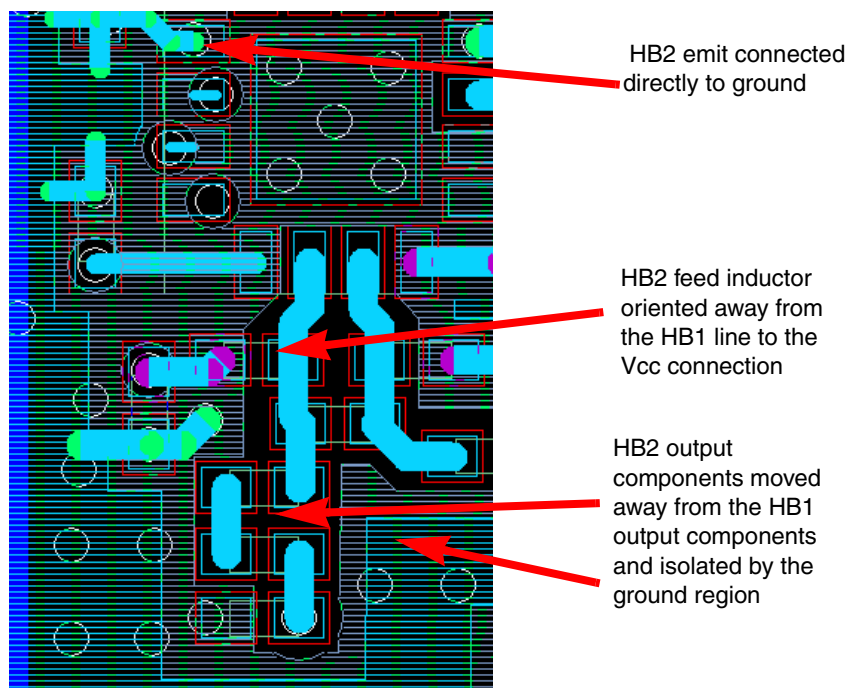 HB2 emit connected
directly to ground
HB2 feed inductor
oriented away from
the HB1 line to the
Vcc connection
HB2 output
components moved
away from the HB1
output components
and isolated by the
ground region